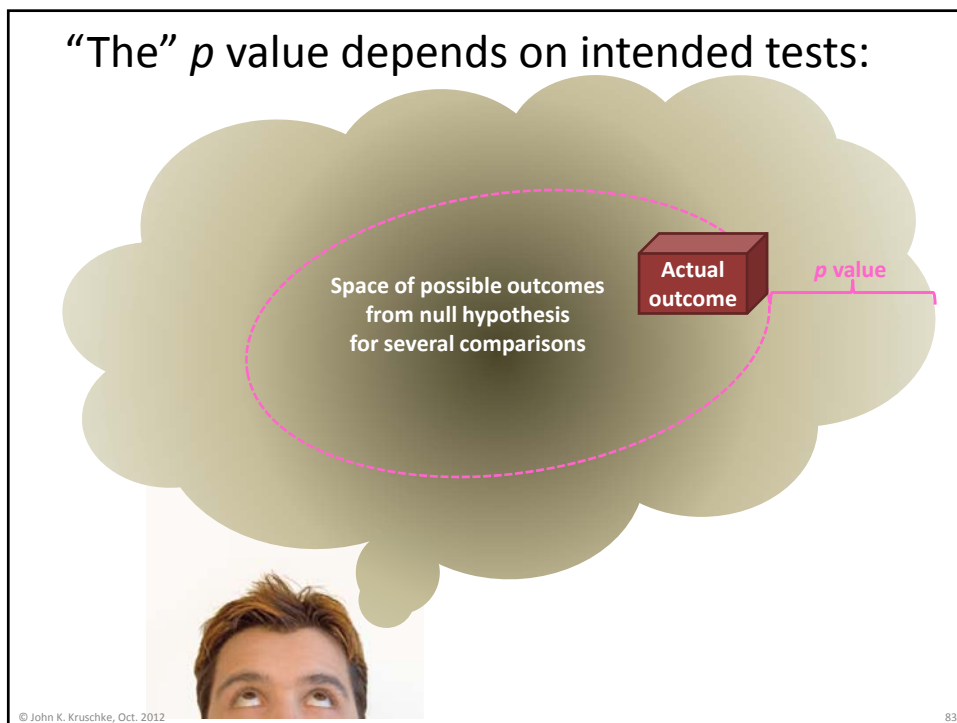 “The” p value depends on intended tests:
Space of possible outcomes
from null hypothesis
for several comparisons
Actual
outcome
p value
© John K. Kruschke, Oct. 2012
83